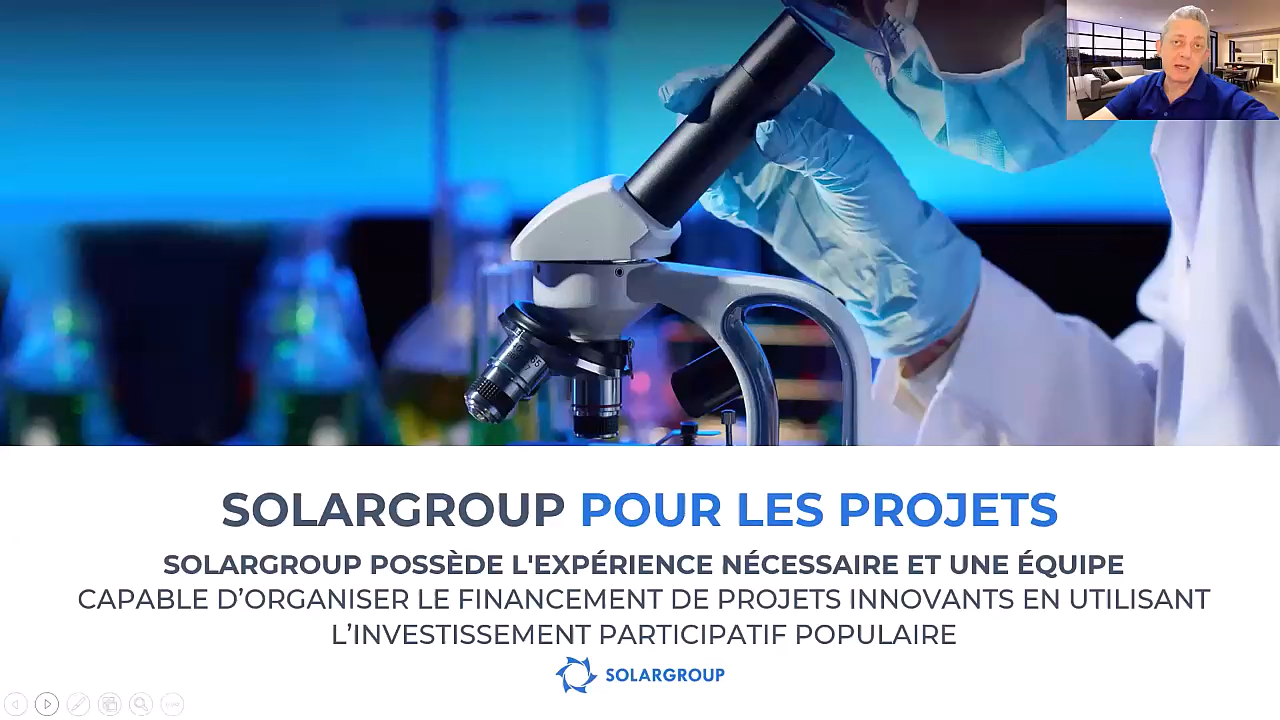 SOLARGROUP POUR LES PROJETS
SOLARGROUP POSSÈDE L'EXPÉRIENCE NÉCESSAIRE ET UNE ÉQUIPE
CAPABLE D’ORGANISER LE FINANCEMENT DE PROJETS INNOVANTS EN UTILISANT
L’INVESTISSEMENT PARTICIPATIF POPULAIRE
SOLARGROUP